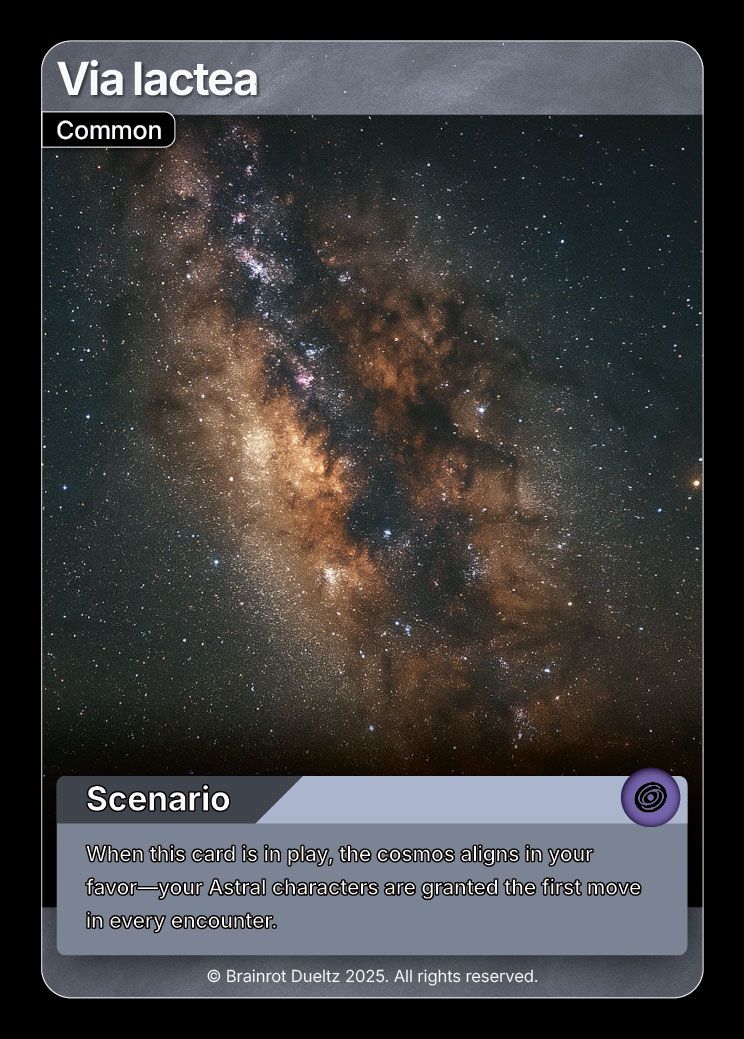 Via lactea
Common
Scenario
When this card is in play, the cosmos aligns in your
favor—your Astral characters are granted the first move
in every encounter.
© Brainrot Dueltz 2025. All rights reserved.